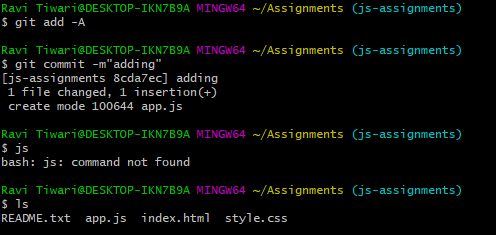 Ravi Tiwari@DESKTOP-IKN7B9A MINGW64 ~/Assignments (js-assignments)
$ git add -A
Ravi Tiwari@DESKTOP-IKN7B9A MINGW64 ~/Assignments (js-assignments)
$ git commit -m"adding"
[js-assignments 8cda7ec] adding
 1 file changed, 1 insertion(+)
 create mode 100644 app.js
Ravi Tiwari@DESKTOP-IKN7B9A MINGW64 ~/Assignments (js-assignments)
$ js
bash: js: command not found
Ravi Tiwari@DESKTOP-IKN7B9A MINGW64 ~/Assignments (js-assignments)
$ ls
README.txt  app.js  index.html  style.css